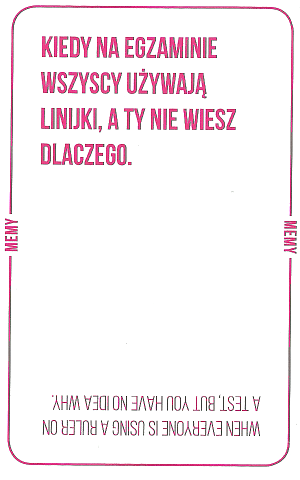 KIEDY NA EGZAMINIE
WSZYSCY UŻYWAJĄ
LINIJKI, A TY NIE WIESZ
DLACZEGO.
MEMY
MEMY
WHEN EVERYONE IS USING A RULER ON
A TEST, BUT YOU HAVE NO IDEA WHY.